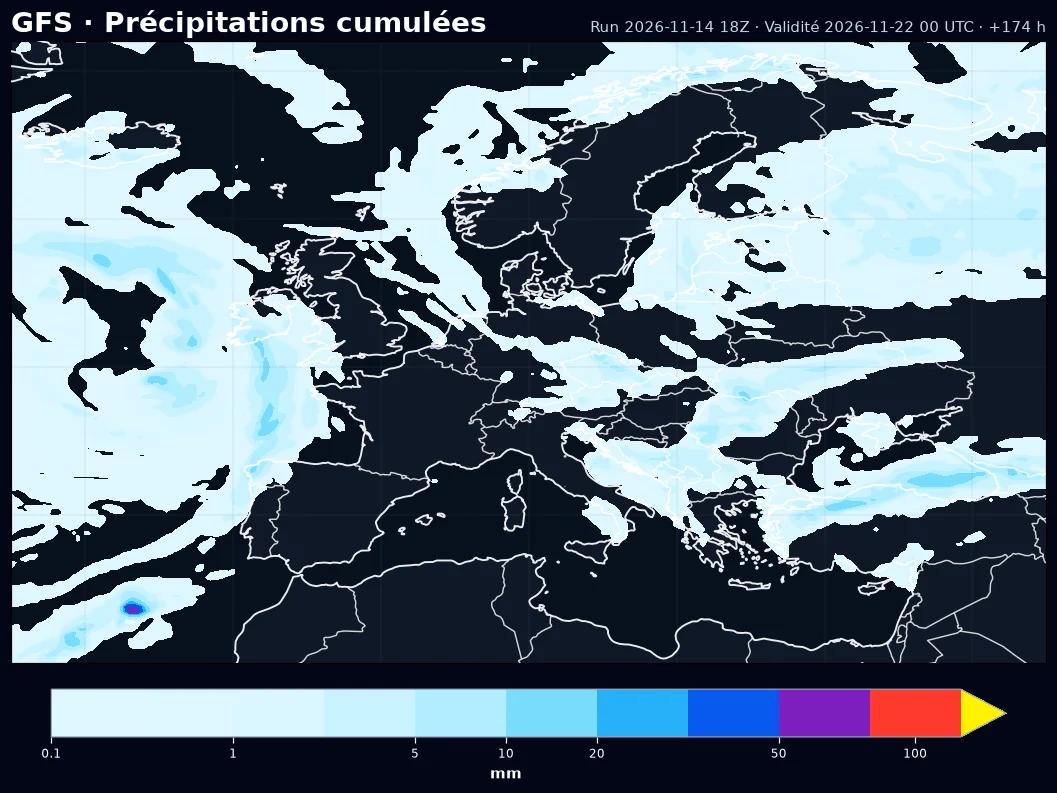 GFS · Précipitations cumulées
Run 2026-11-14 18Z · Validité 2026-11-22 00 UTC · +174 h
0.1 1 5 10 20 50 100
mm